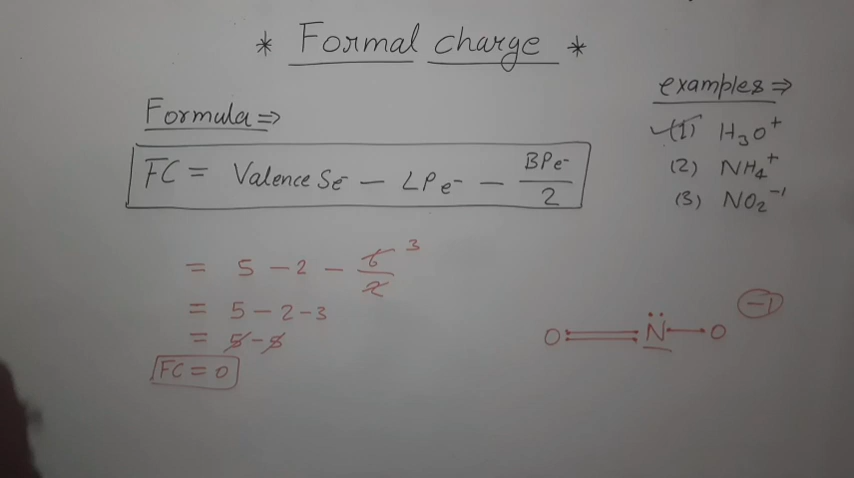 * Formal charge *
examples ⇒
Formula ⇒
(1) H₃O⁺
FC = Valence Se⁻ – LPe⁻ – BPe⁻/2
(2) NH₄⁺
(3) NO₂⁻¹
= 5 – 2 – 6/2 3
= 5 – 2 – 3
= 5 – 5
FC = 0
O=N̈–O –1